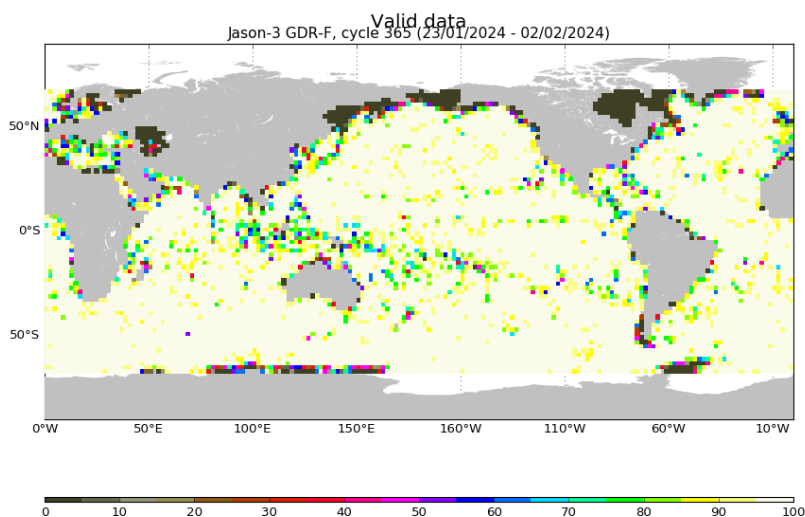 Valid data
Jason-3 GDR-F, cycle 365 (23/01/2024 - 02/02/2024)
50°N
0°S
50°S
0°W 50°E 100°E 150°E 160°W 110°W 60°W 10°W
0 10 20 30 40 50 60 70 80 90 100